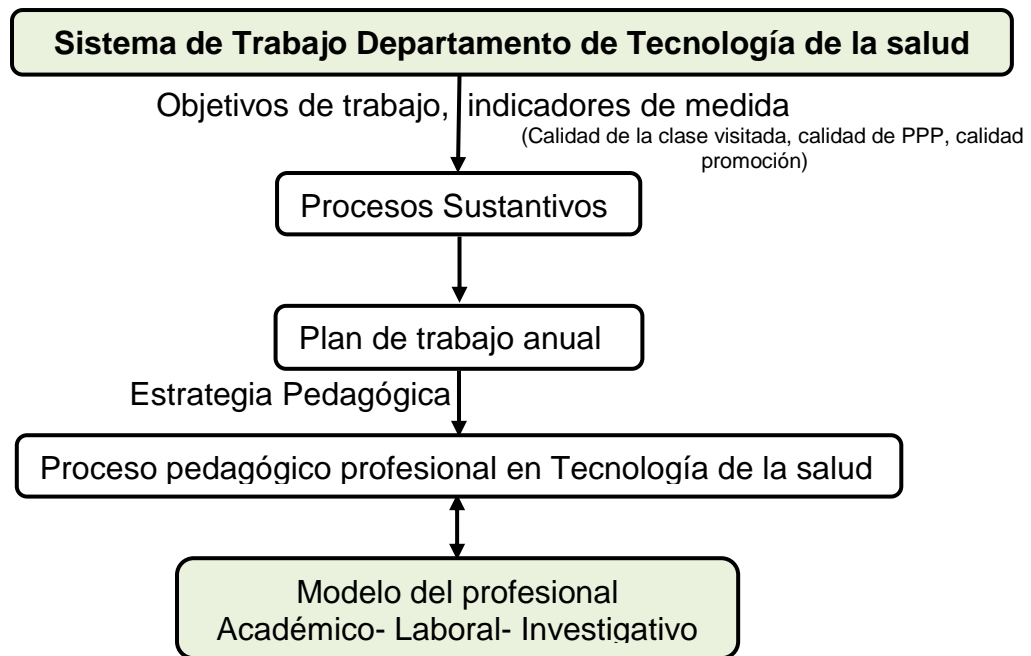 Sistema de Trabajo Departamento de Tecnología de la salud
Objetivos de trabajo, indicadores de medida
(Calidad de la clase visitada, calidad de PPP, calidad
promoción)
Procesos Sustantivos
Plan de trabajo anual
Estrategia Pedagógica
Proceso pedagógico profesional en Tecnología de la salud
Modelo del profesional
Académico- Laboral- Investigativo